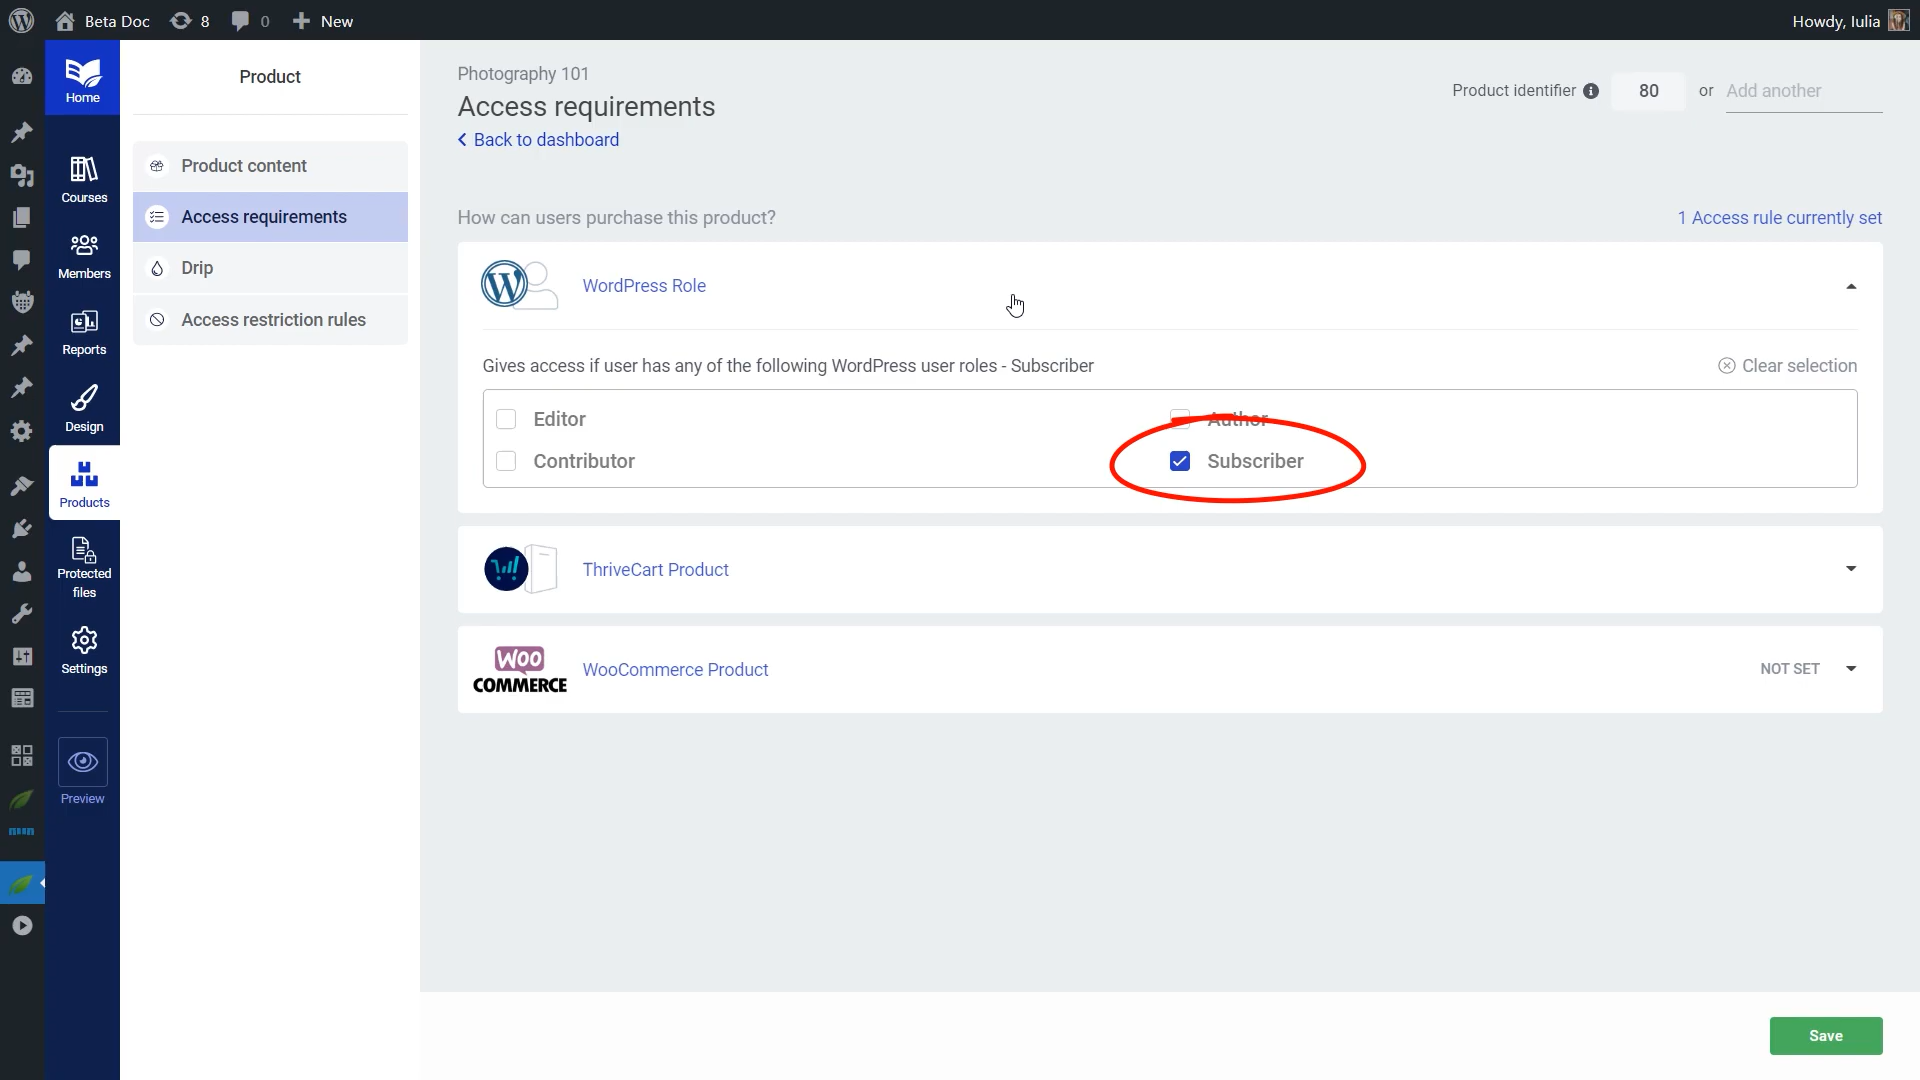 Beta Doc
8
0
New
Howdy, Iulia
Home
Courses
Members
Reports
Design
Products
Protected
files
Settings
Preview
Product
Product content
Access requirements
Drip
Access restriction rules
Photography 101
Access requirements
Back to dashboard
Product identifier
80
or
Add another
How can users purchase this product?
1 Access rule currently set
WordPress Role
Gives access if user has any of the following WordPress user roles - Subscriber
Clear selection
Editor
Author
Contributor
Subscriber
ThriveCart Product
WOO
COMMERCE
WooCommerce Product
NOT SET
Save